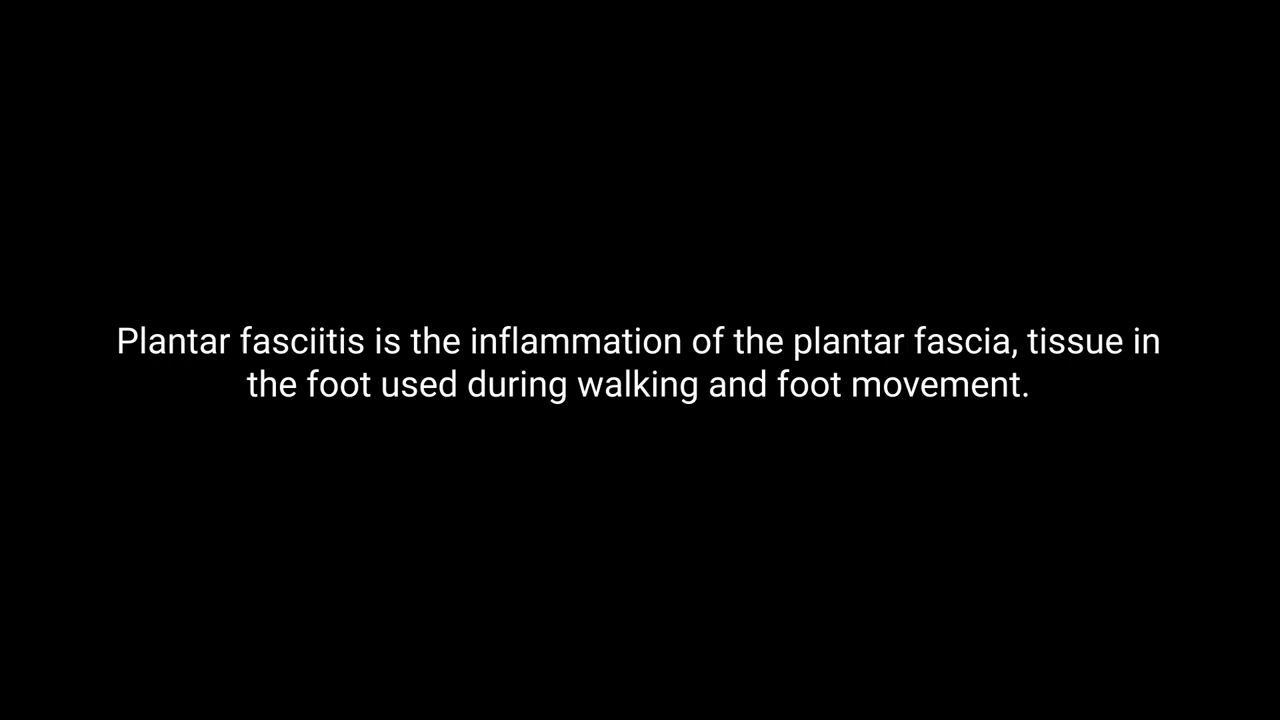 Plantar fasciitis is the inflammation of the plantar fascia, tissue in
the foot used during walking and foot movement.